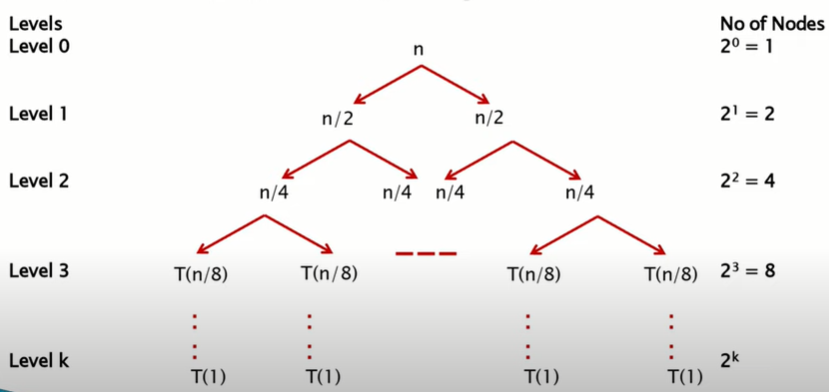 Levels No of Nodes
Level 0 n 2⁰ = 1
Level 1 n/2 n/2 2¹ = 2
Level 2 n/4 n/4 n/4 n/4 2² = 4
Level 3 T(n/8) T(n/8) T(n/8) T(n/8) 2³ = 8
Level k 2ᵏ
T(1) T(1) T(1) T(1)